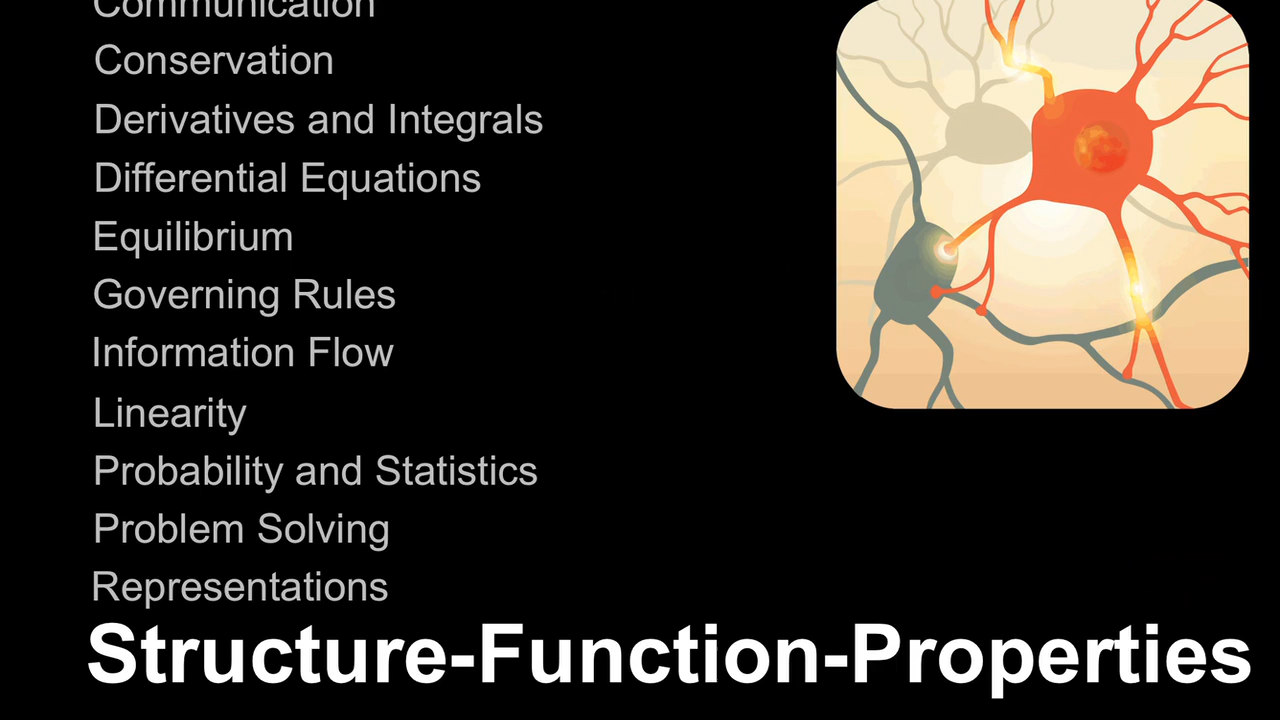 Communication
Conservation
Derivatives and Integrals
Differential Equations
Equilibrium
Governing Rules
Information Flow
Linearity
Probability and Statistics
Problem Solving
Representations
Structure-Function-Properties